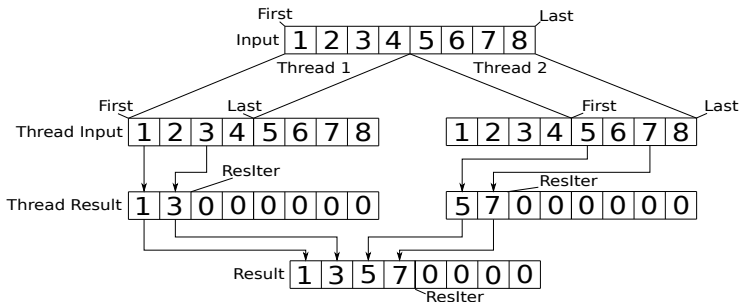 First
Last
Input 1 2 3 4 5 6 7 8
Thread 1 Thread 2
First Last First Last
Thread Input 1 2 3 4 5 6 7 8 1 2 3 4 5 6 7 8
ResIter ResIter
Thread Result 1 3 0 0 0 0 0 0 5 7 0 0 0 0 0 0
Result 1 3 5 7 0 0 0 0
ResIter